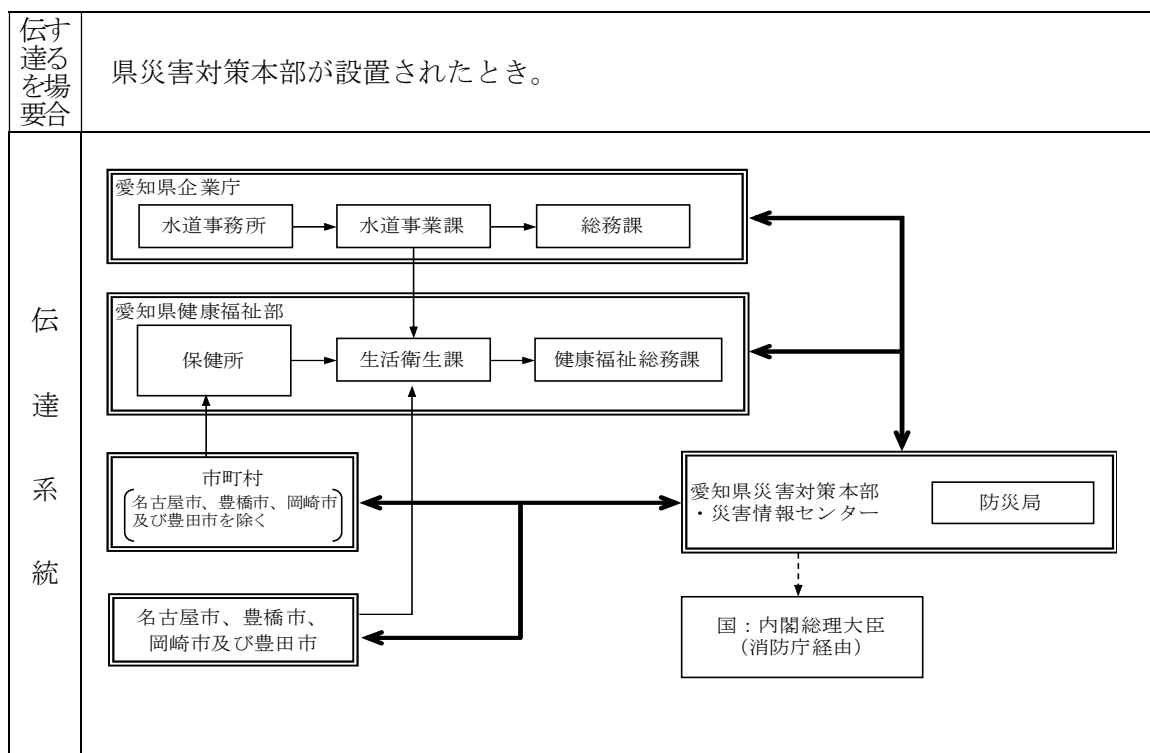 伝達を要
する場合
県災害対策本部が設置されたとき。
伝達系統
愛知県企業庁
水道事務所
水道事業課
総務課
愛知県健康福祉部
保健所
生活衛生課
健康福祉総務課
市町村
名古屋市、豊橋市、岡崎市
及び豊田市を除く
愛知県災害対策本部
・災害情報センター
防災局
名古屋市、豊橋市、
岡崎市及び豊田市
国：内閣総理大臣
（消防庁経由）